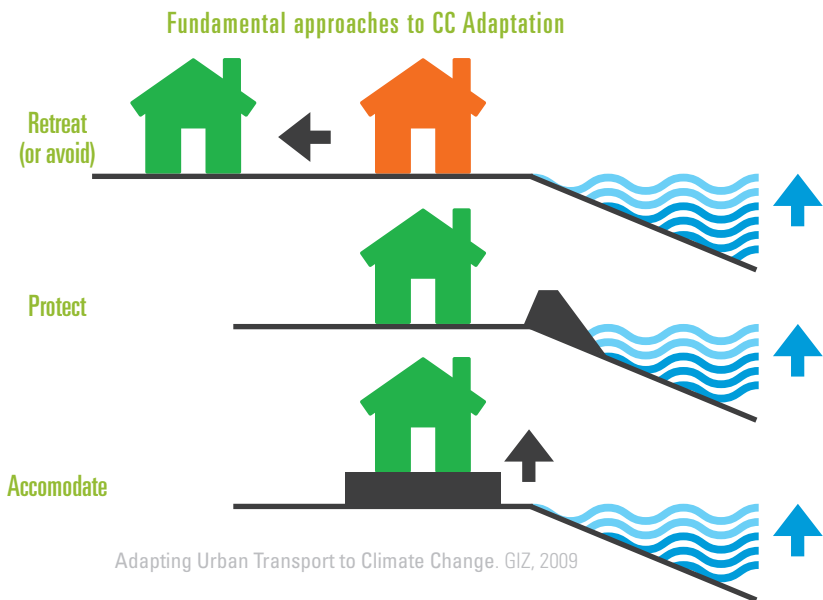 Fundamental approaches to CC Adaptation
Retreat
(or avoid)
Protect
Accomodate
Adapting Urban Transport to Climate Change. GIZ, 2009